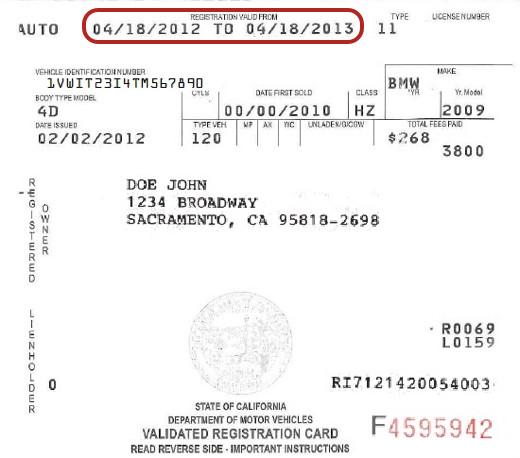 REGISTRATION VALID FROM TYPE LICENSE NUMBER
AUTO 04/18/2012 TO 04/18/2013 11
VEHICLE IDENTIFICATION NUMBER MAKE
1VWIT23I4TM567890 BMW
BODY TYPE MODEL CYLS DATE FIRST SOLD CLASS *YR Yr. Model
4D 00/00/2010 HZ 2009
DATE ISSUED TYPE VEH. MP AX WC UNLADEN/G/CGW TOTAL FEES PAID
02/02/2012 120 $268
3800
REGISTERED OWNER
DOE JOHN
1234 BROADWAY
SACRAMENTO, CA 95818-2698
LIENHOLDER
R0069
L0159
0 RI7121420054003
STATE OF CALIFORNIA
DEPARTMENT OF MOTOR VEHICLES
VALIDATED REGISTRATION CARD F4595942
READ REVERSE SIDE - IMPORTANT INSTRUCTIONS